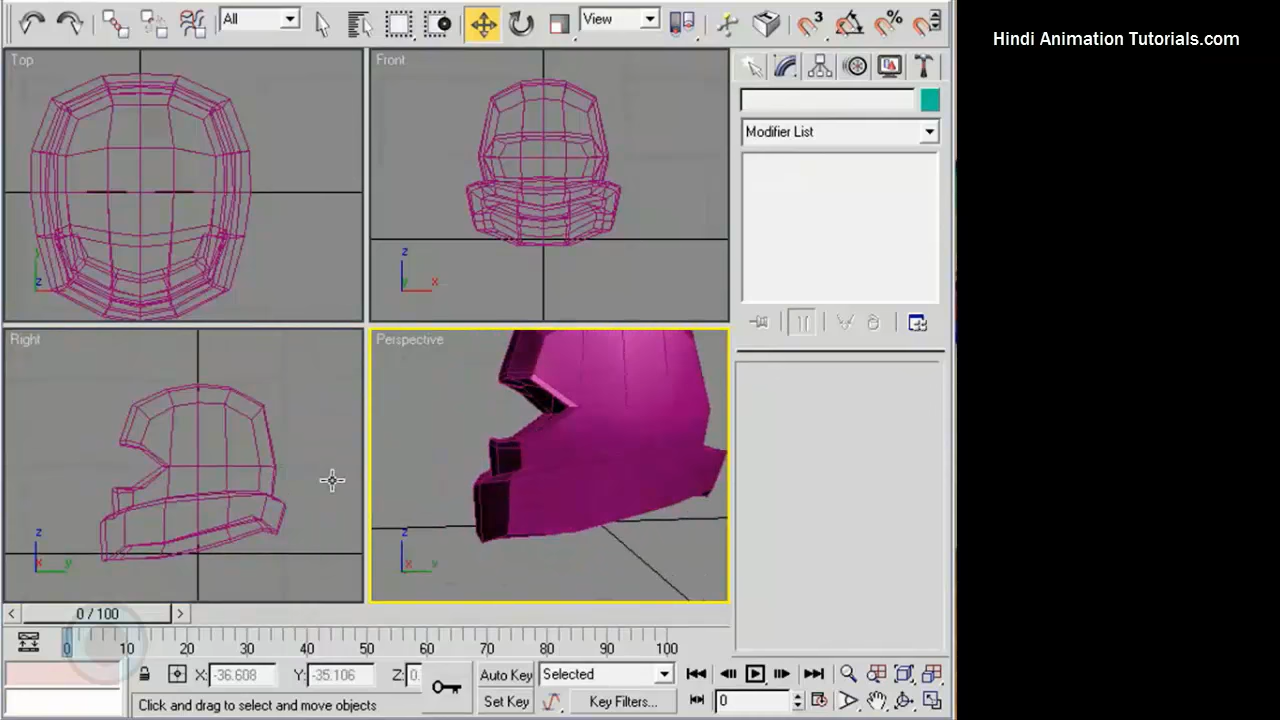 All
View
3
%
Hindi Animation Tutorials.com
Top
Front
Modifier List
z
y
x
Right
Perspective
0 / 100
0 10 20 30 40 50 60 70 80 90 100
X: -36.608 Y: -35.106 Z: 0.
Auto Key Selected
Click and drag to select and move objects
Set Key Key Filters... 0